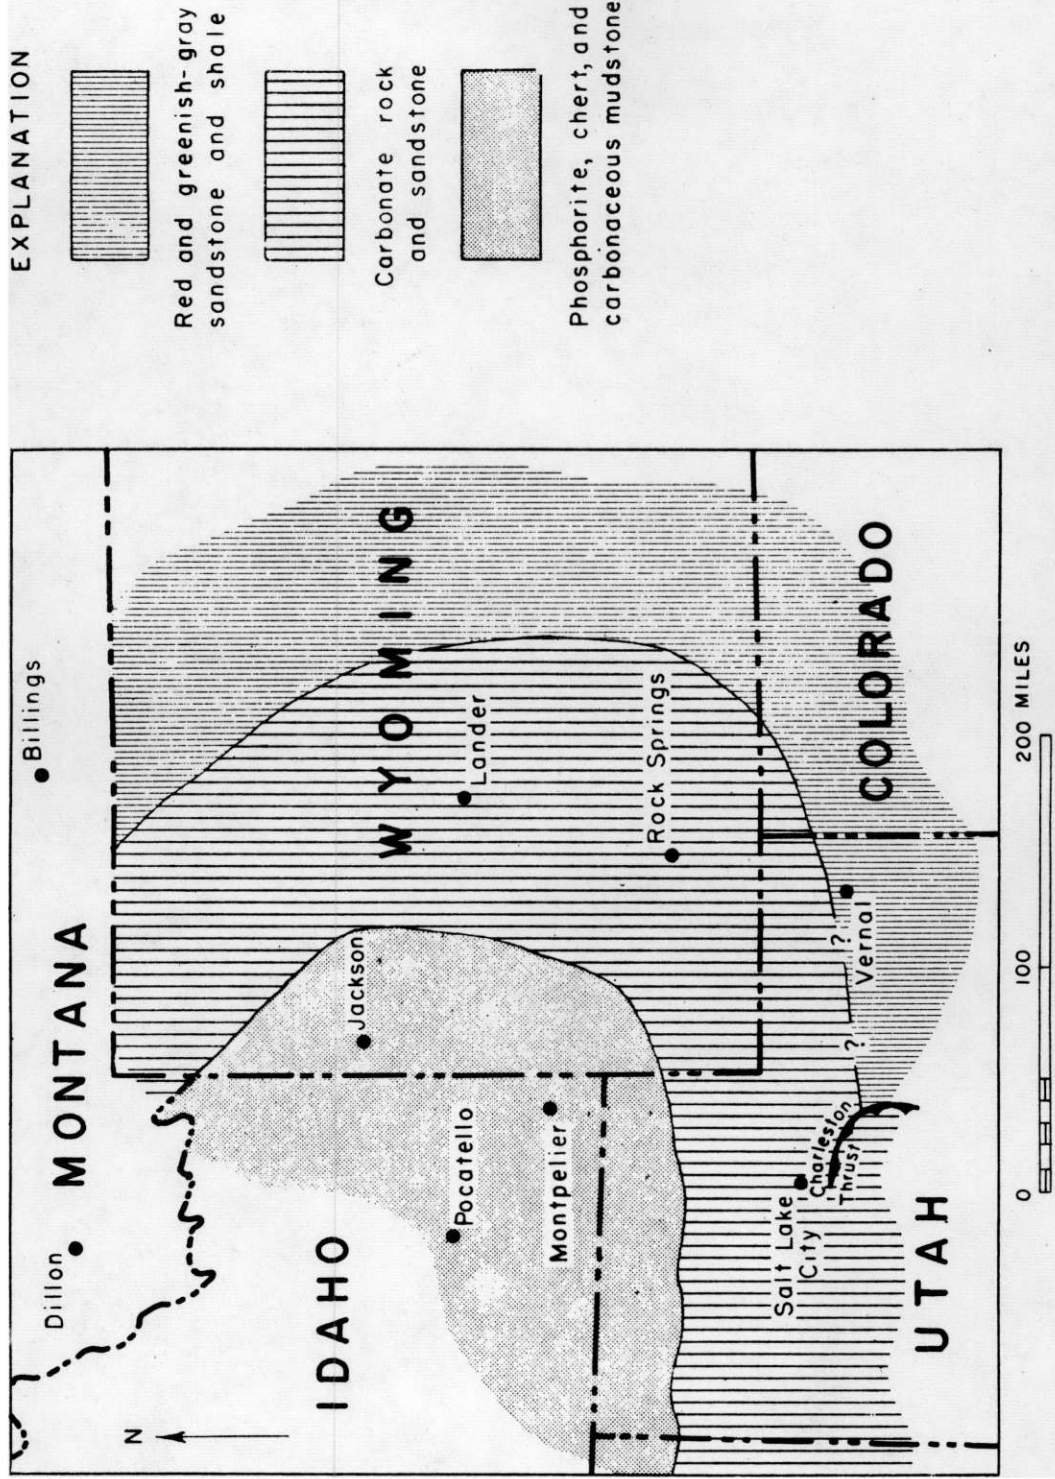 Billings
Dillon
MONTANA
WYOMING
Jackson
Lander
IDAHO
Pocatello
Montpelier
Rock Springs
Salt Lake
City
Charleston
Thrust
?
?
Vernal
UTAH
COLORADO
N
0
100
200 MILES
EXPLANATION
Red and greenish-gray
sandstone and shale
Carbonate rock
and sandstone
Phosphorite, chert, and
carbonaceous mudstone